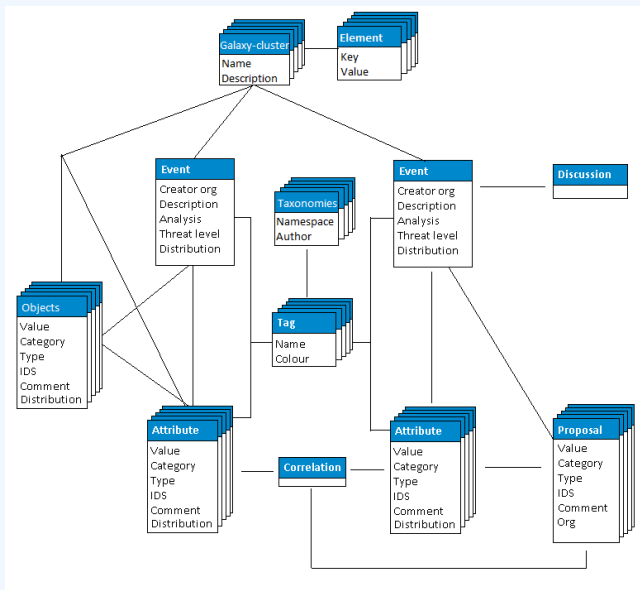 Galaxy-cluster
Name
Description
Element
Key
Value
Event
Creator org
Description
Analysis
Threat level
Distribution
Taxonomies
Namespace
Author
Event
Creator org
Description
Analysis
Threat level
Distribution
Discussion
Objects
Value
Category
Type
IDS
Comment
Distribution
Tag
Name
Colour
Attribute
Value
Category
Type
IDS
Comment
Distribution
Correlation
Attribute
Value
Category
Type
IDS
Comment
Distribution
Proposal
Value
Category
Type
IDS
Comment
Org